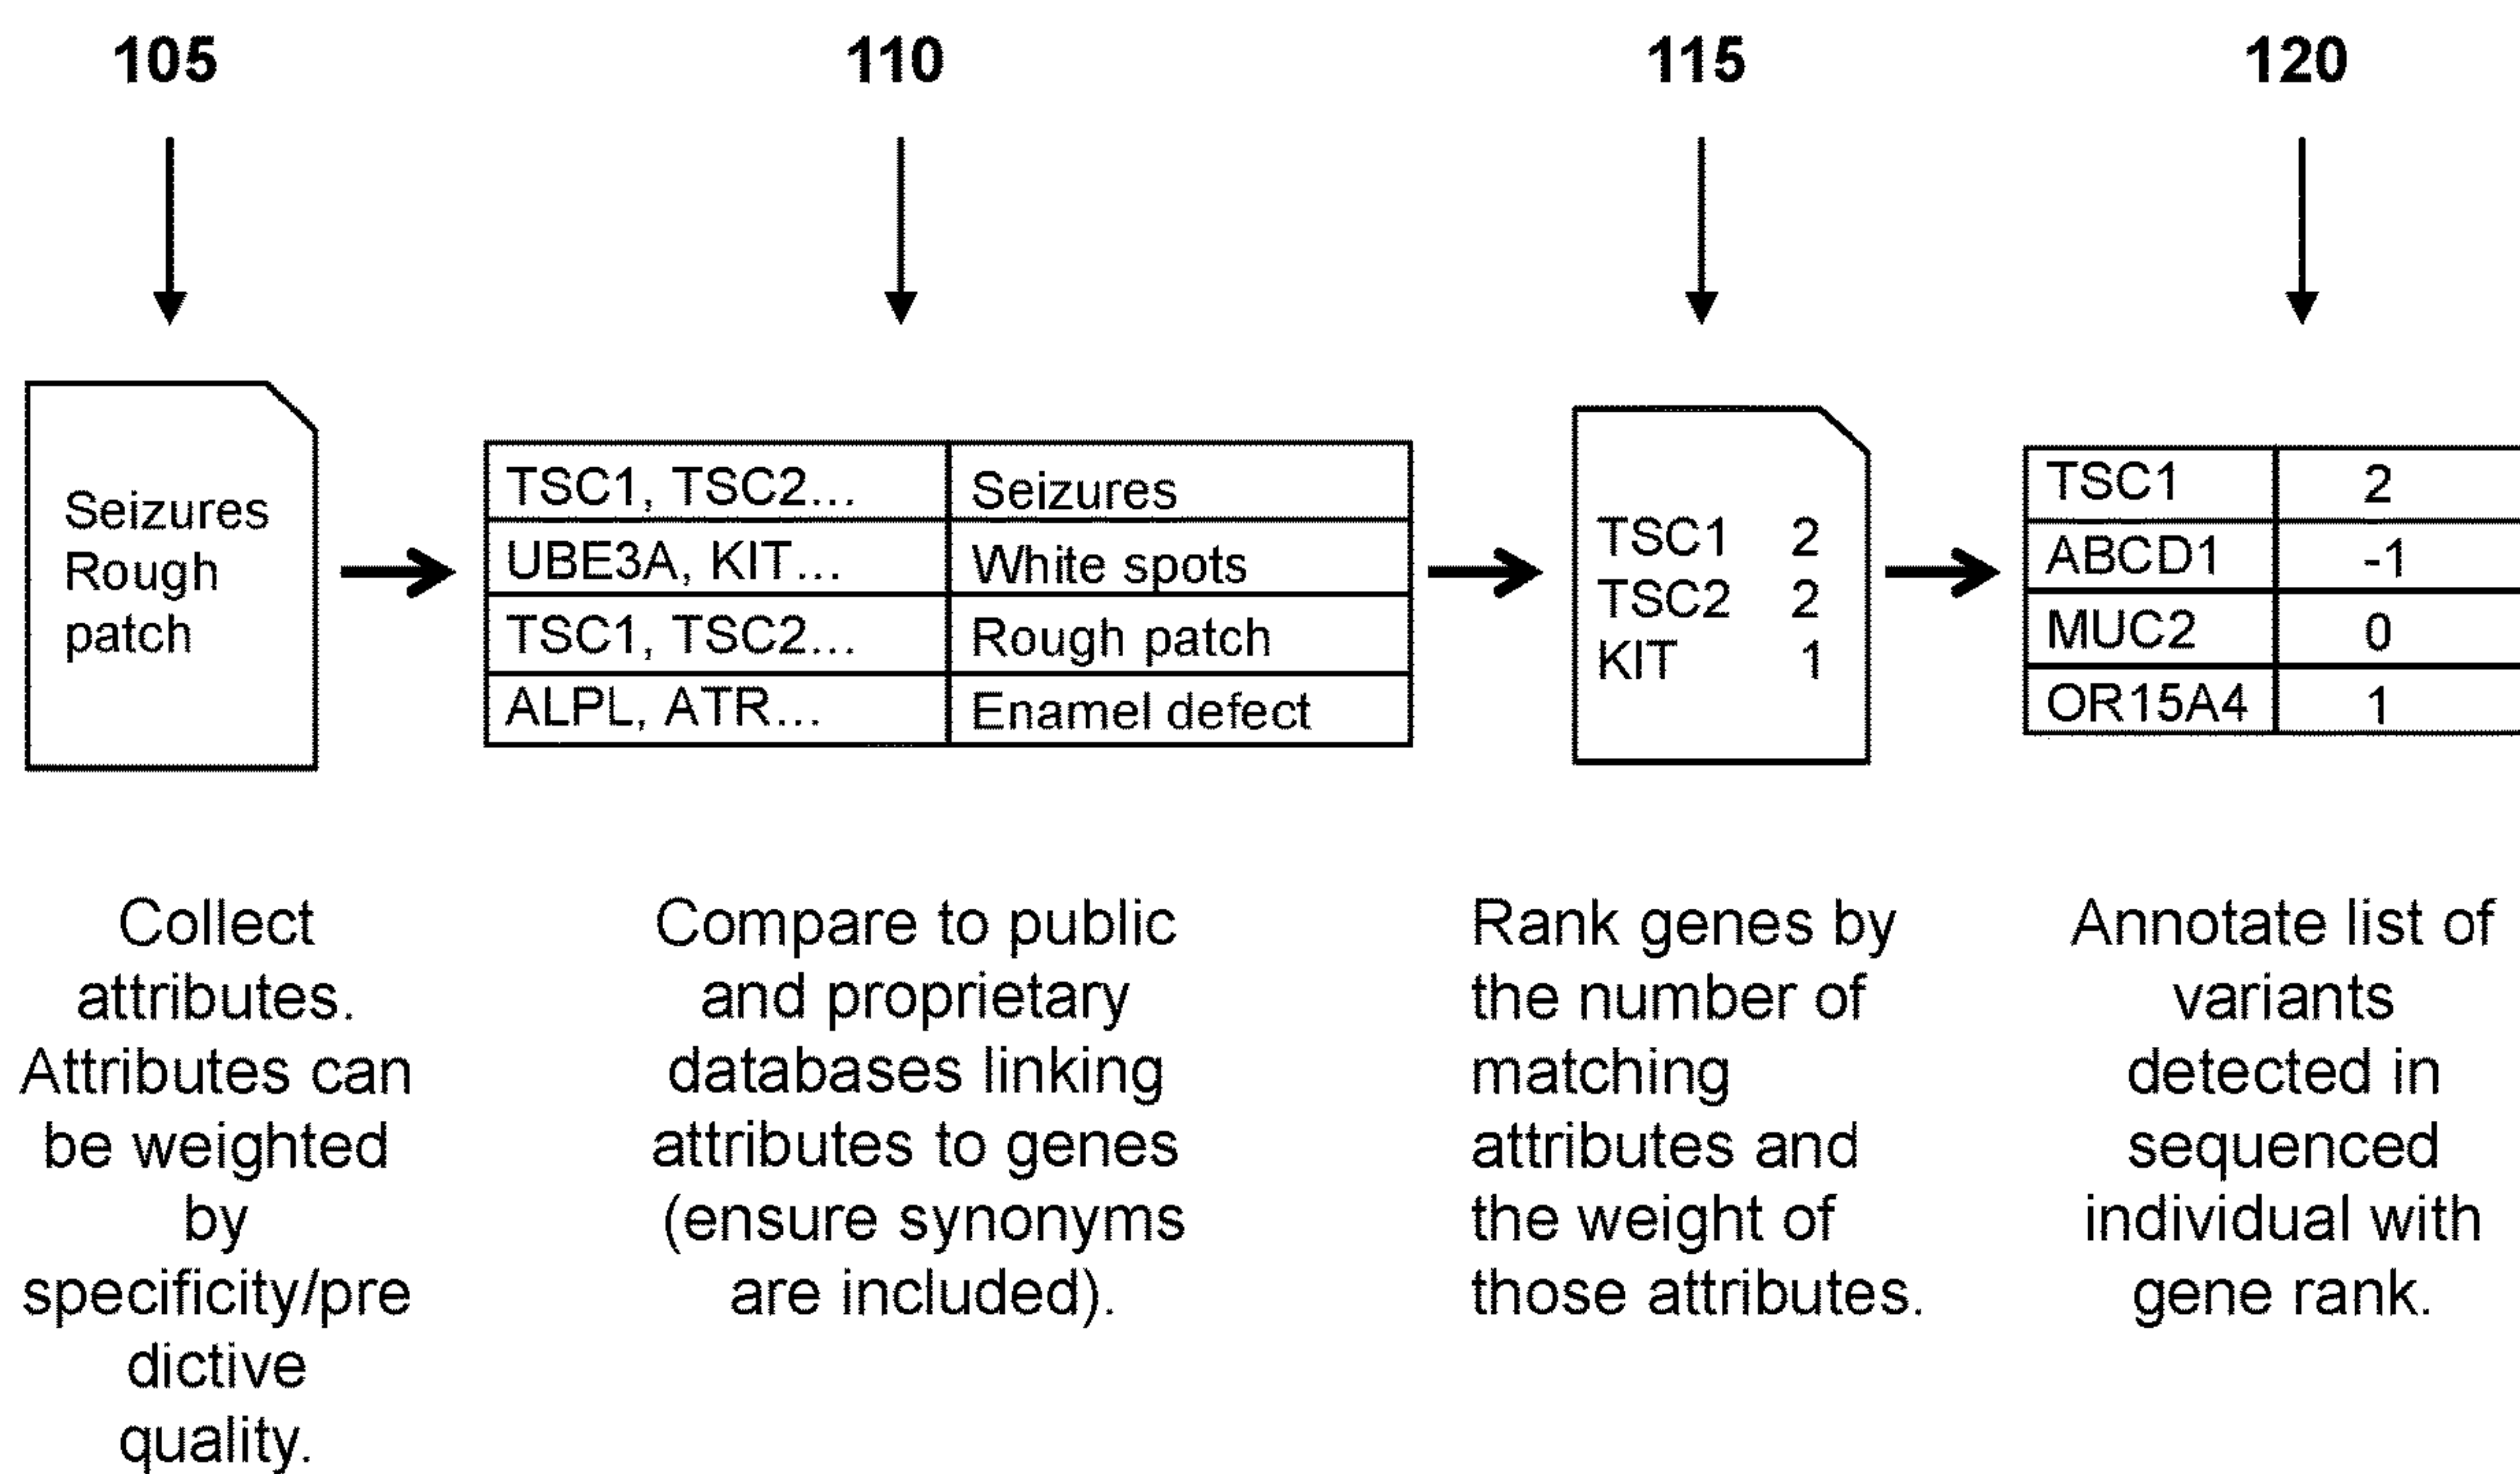 105
110
115
120
Seizures
Rough
patch
TSC1, TSC2... Seizures
UBE3A, KIT... White spots
TSC1, TSC2... Rough patch
ALPL, ATR... Enamel defect
TSC1 2
TSC2 2
KIT 1
TSC1 2
ABCD1 -1
MUC2 0
OR15A4 1
Collect
attributes.
Attributes can
be weighted
by
specificity/pre
dictive
quality.
Compare to public
and proprietary
databases linking
attributes to genes
(ensure synonyms
are included).
Rank genes by
the number of
matching
attributes and
the weight of
those attributes.
Annotate list of
variants
detected in
sequenced
individual with
gene rank.